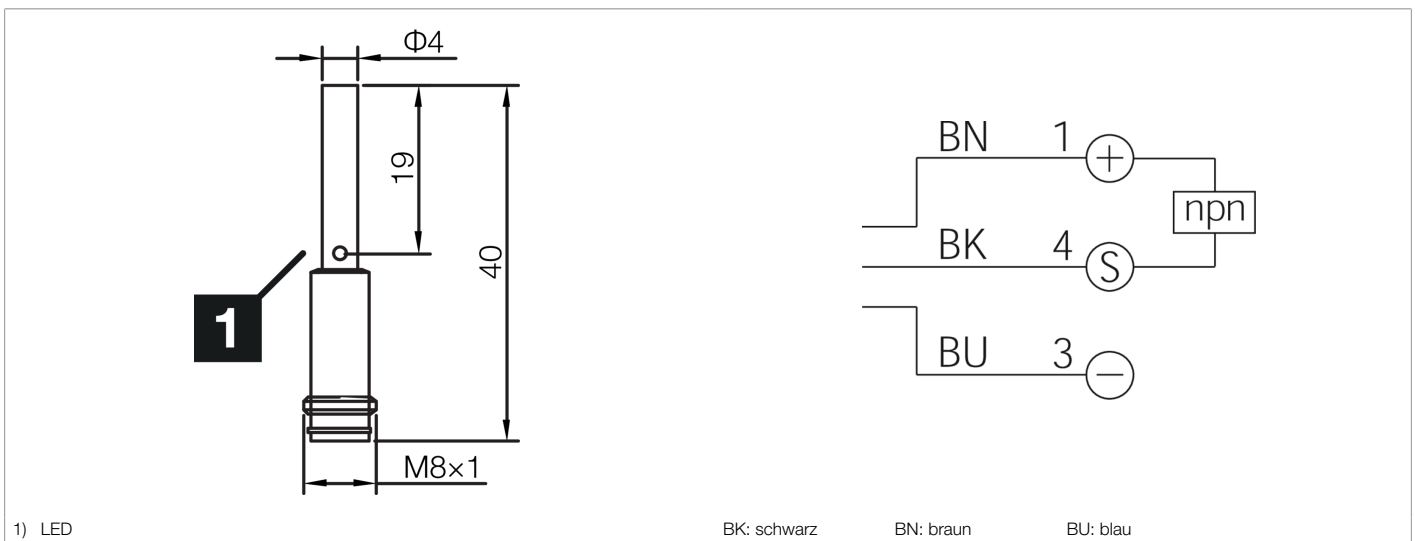 Φ4
19
40
1
M8×1
BN 1 +
npn
BK 4 S
BU 3 −
1) LED
BK: schwarz BN: braun BU: blau